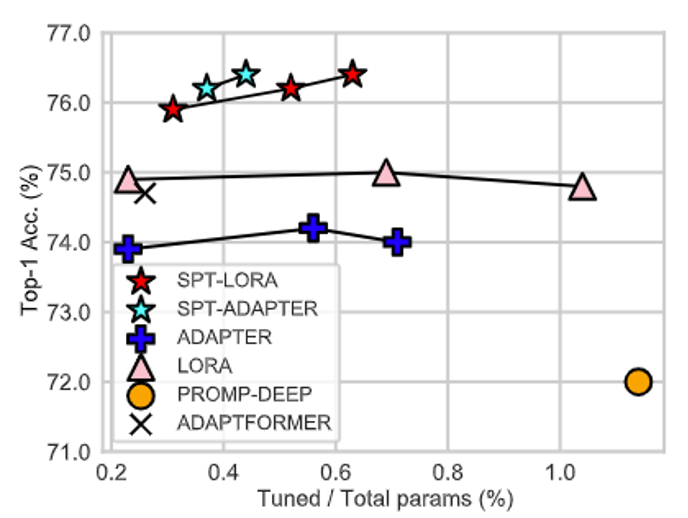 77.0
76.0
75.0
74.0
73.0
72.0
71.0
Top-1 Acc. (%)
SPT-LORA
SPT-ADAPTER
ADAPTER
LORA
PROMP-DEEP
ADAPTFORMER
0.2 0.4 0.6 0.8 1.0
Tuned / Total params (%)